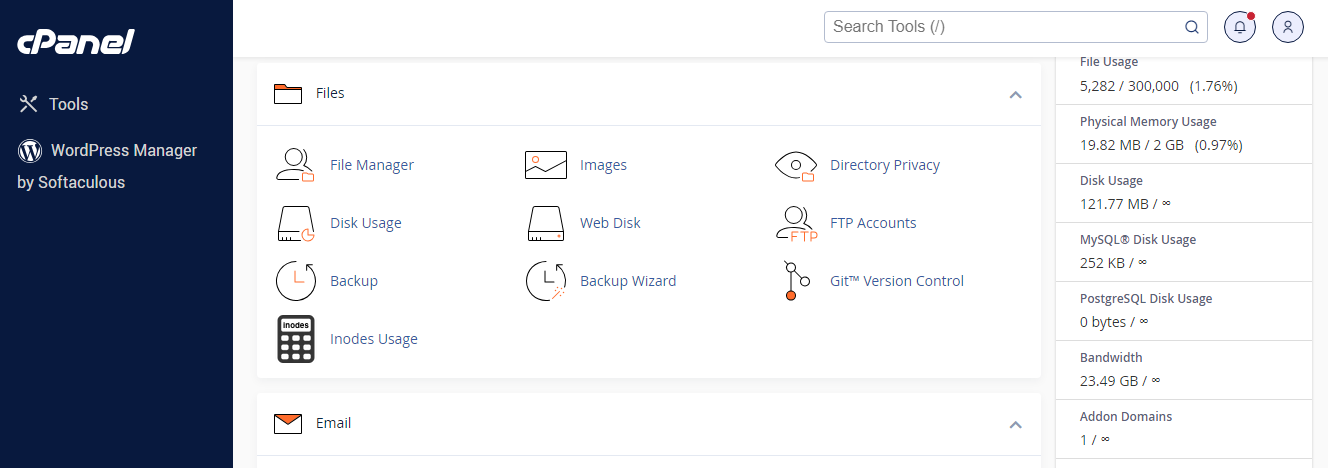 cPanel
Tools
WordPress Manager
by Softaculous
Search Tools (/)
Files
File Manager
Images
Directory Privacy
Disk Usage
Web Disk
FTP
FTP Accounts
Backup
Backup Wizard
Git™ Version Control
inodes
Inodes Usage
Email
File Usage
5,282 / 300,000 (1.76%)
Physical Memory Usage
19.82 MB / 2 GB (0.97%)
Disk Usage
121.77 MB / ∞
MySQL® Disk Usage
252 KB / ∞
PostgreSQL Disk Usage
0 bytes / ∞
Bandwidth
23.49 GB / ∞
Addon Domains
1 / ∞